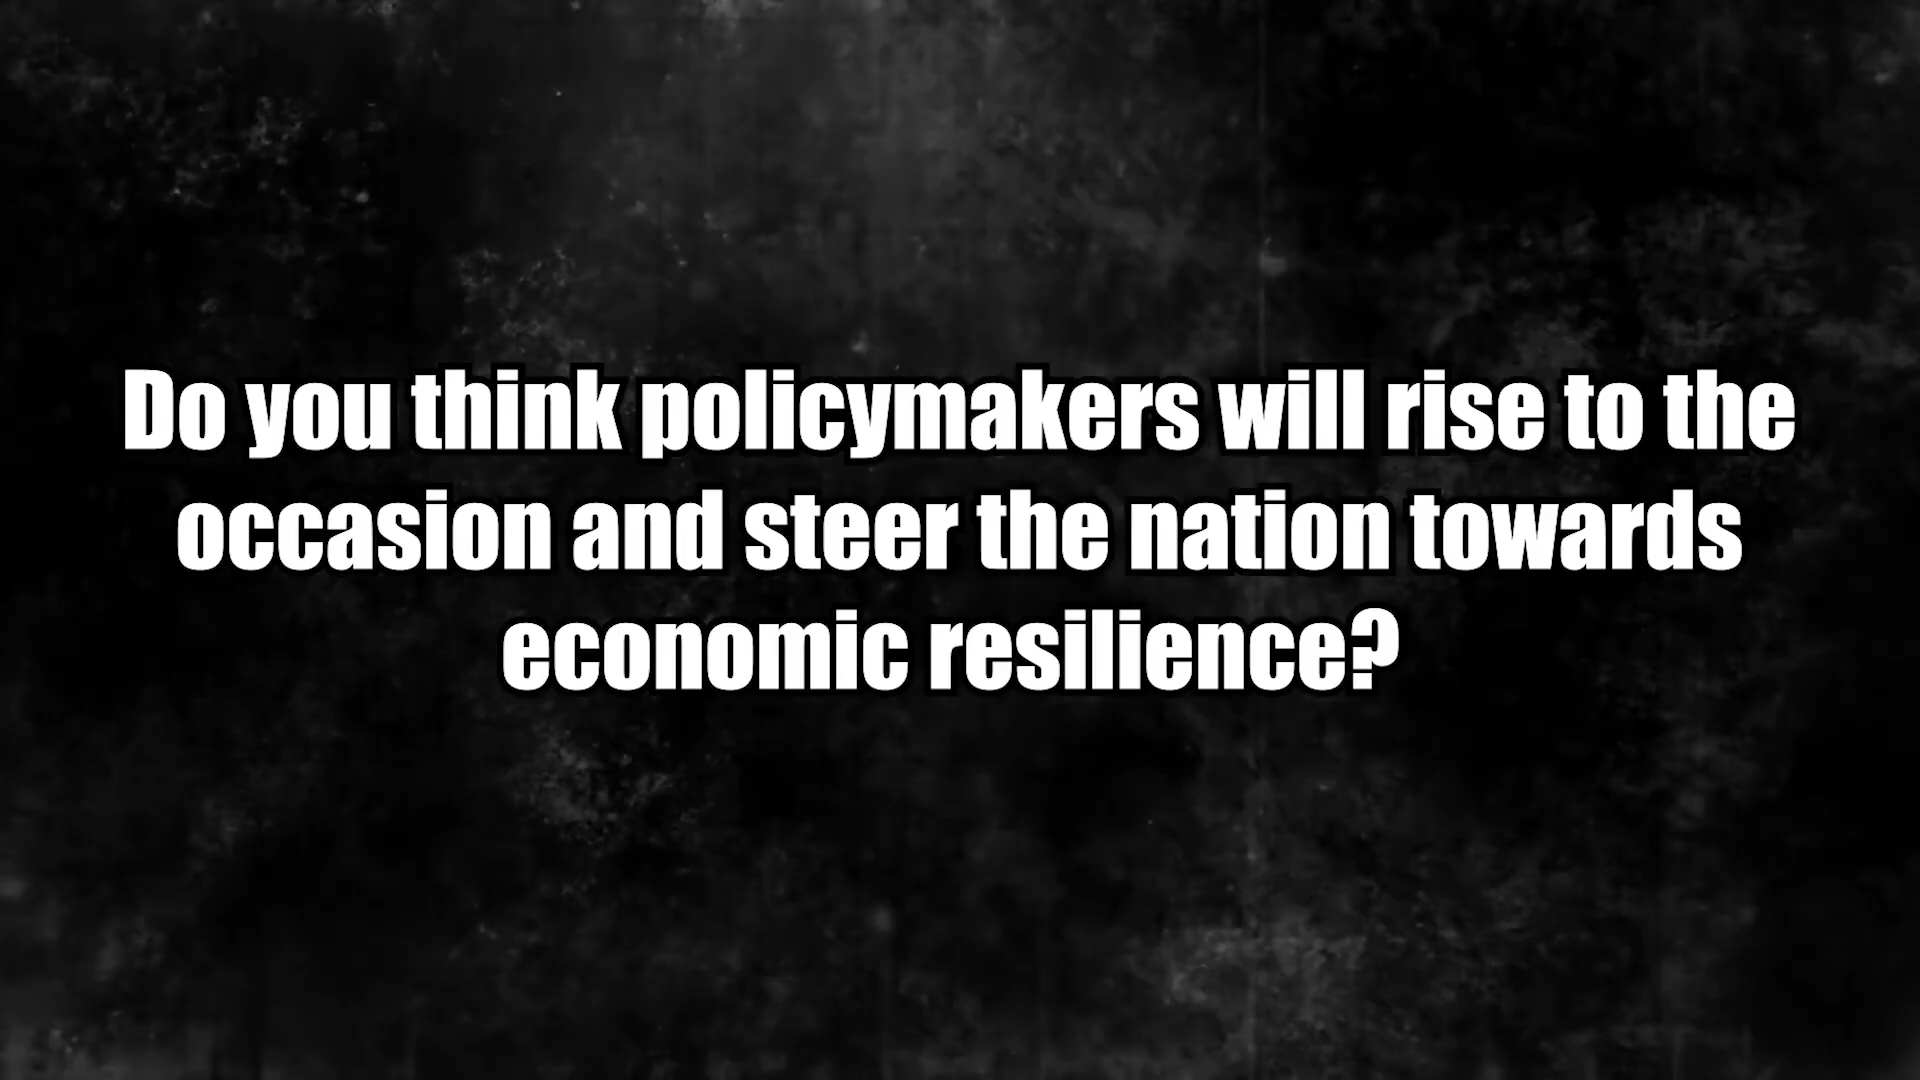 Do you think policymakers will rise to the
occasion and steer the nation towards
economic resilience?